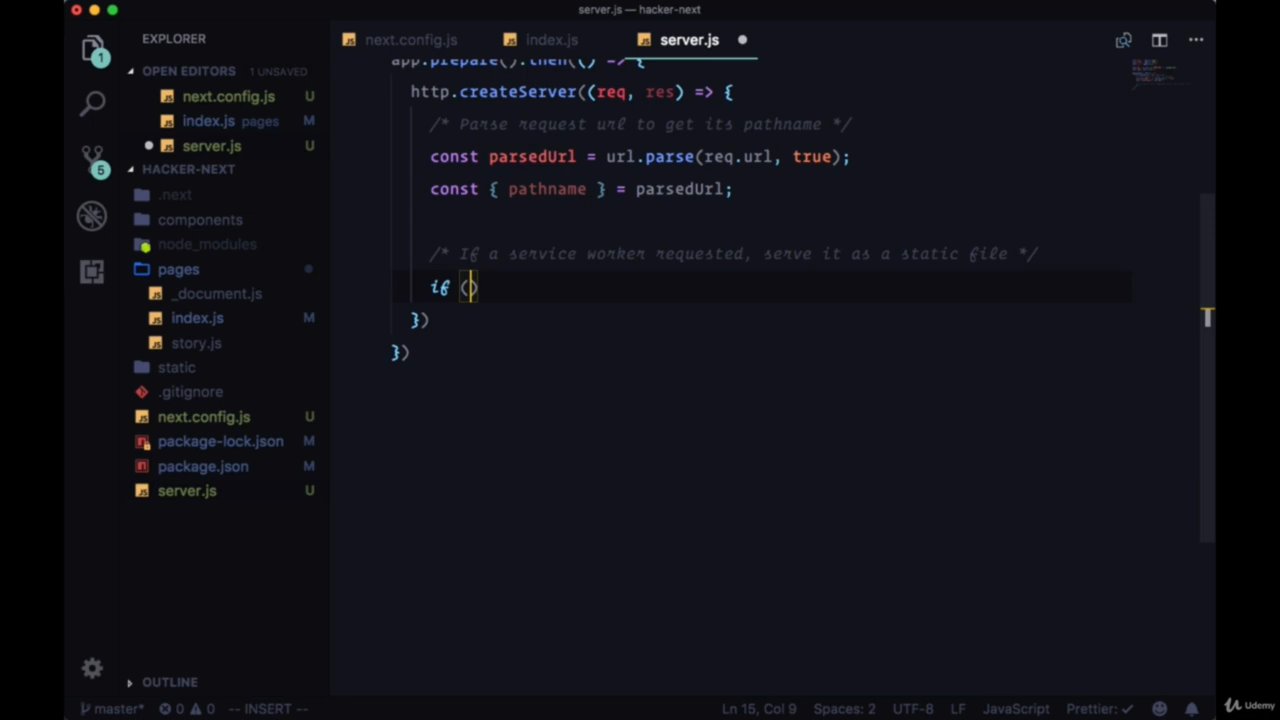 server.js — hacker-next
EXPLORER
OPEN EDITORS 1 UNSAVED
next.config.js U
index.js pages M
server.js U
HACKER-NEXT
.next
components
node_modules
pages
_document.js
index.js M
story.js
static
.gitignore
next.config.js U
package-lock.json M
package.json M
server.js U
OUTLINE
1
5
next.config.js index.js server.js
app.prepare().then(() => {
http.createServer((req, res) => {
/* Parse request url to get its pathname */
const parsedUrl = url.parse(req.url, true);
const { pathname } = parsedUrl;
/* If a service worker requested, serve it as a static file */
if ()
})
})
master* 0 0 -- INSERT -- Ln 15, Col 9 Spaces: 2 UTF-8 LF JavaScript Prettier: ✓
Udemy